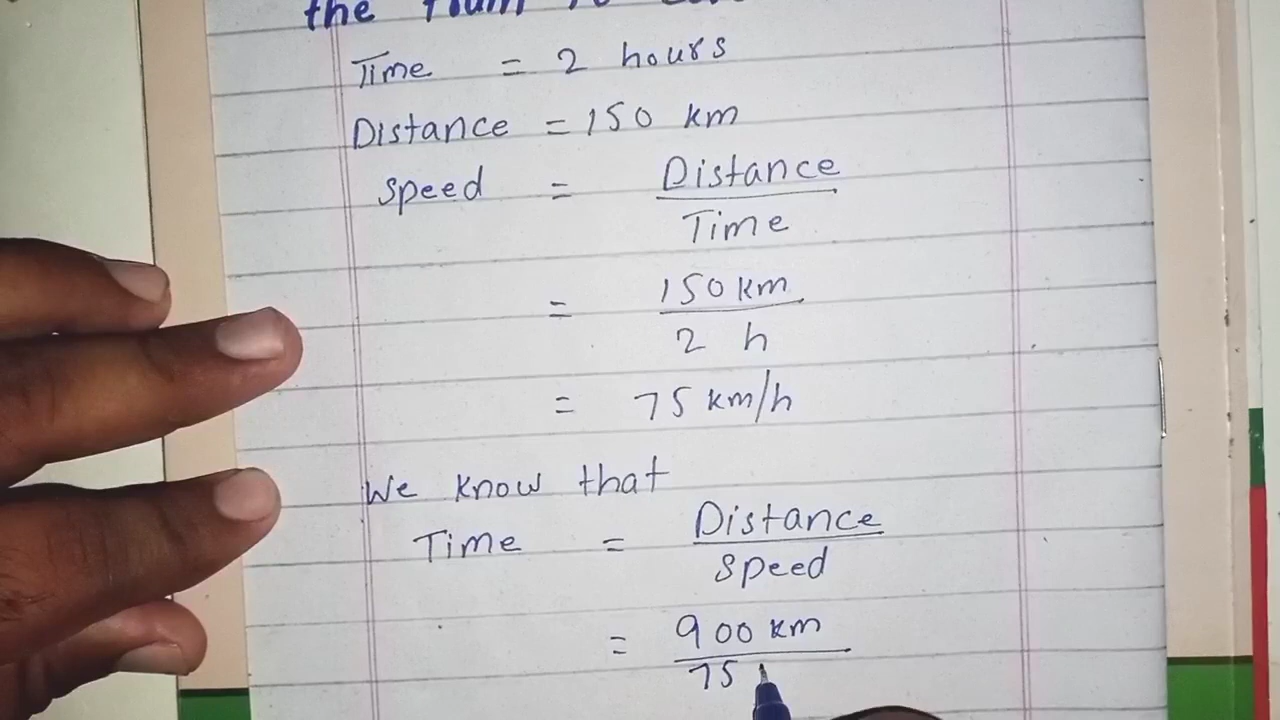 the
Time = 2 hours
Distance = 150 km
Speed = Distance
Time
= 150 km
2 h
= 75 km/h
We know that
Time = Distance
Speed
= 900 km
75